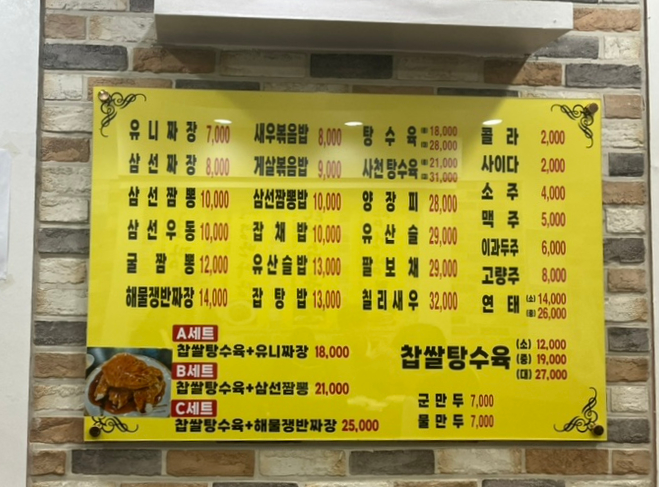 유니짜장 7,000
삼선짜장 8,000
삼선짬뽕 10,000
삼선우동 10,000
굴짬뽕 12,000
해물쟁반짜장 14,000
새우볶음밥 8,000
게살볶음밥 9,000
삼선짬뽕밥 10,000
잡채밥 10,000
유산슬밥 13,000
잡탕밥 13,000
탕수육 18,000
28,000
사천탕수육 21,000
31,000
양장피 28,000
유산슬 29,000
팔보채 29,000
칠리새우 32,000
콜라 2,000
사이다 2,000
소주 4,000
맥주 5,000
이과두주 6,000
고량주 8,000
연태 (소) 14,000
(중) 26,000
A세트
찹쌀탕수육+유니짜장 18,000
B세트
찹쌀탕수육+삼선짬뽕 21,000
C세트
찹쌀탕수육+해물쟁반짜장 25,000
찹쌀탕수육 (소) 12,000
(중) 19,000
(대) 27,000
군만두 7,000
물만두 7,000